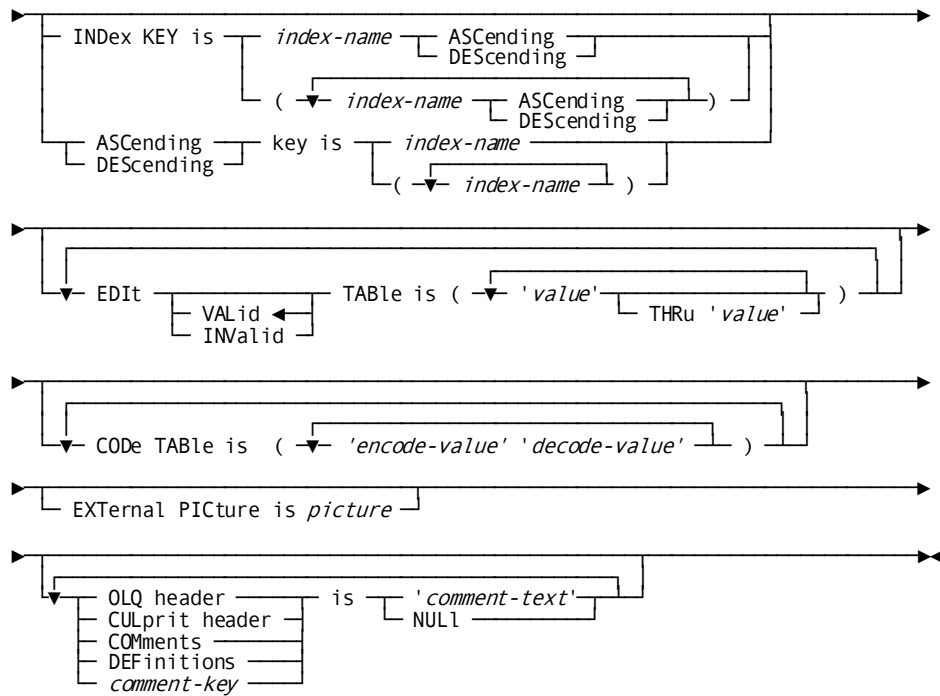 INDex KEY is index-name ASCending
DEScending
( index-name ASCending )
DEScending
ASCending key is index-name
DEScending
( index-name )
EDIt TABle is ( 'value' )
VALid THRu 'value'
INValid
CODe TABle is ( 'encode-value' 'decode-value' )
EXTernal PICture is picture
OLQ header is 'comment-text'
CULprit header NULl
COMments
DEFinitions
comment-key